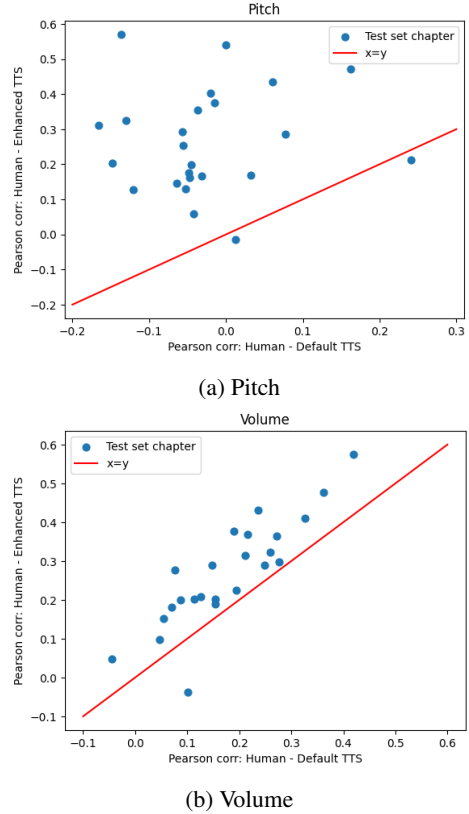 Pitch
0.6
0.5
0.4
0.3
0.2
0.1
0.0
−0.1
−0.2
Pearson corr: Human - Enhanced TTS
Test set chapter
x=y
−0.2 −0.1 0.0 0.1 0.2 0.3
Pearson corr: Human - Default TTS
(a) Pitch
Volume
0.6
0.5
0.4
0.3
0.2
0.1
0.0
−0.1
Pearson corr: Human - Enhanced TTS
Test set chapter
x=y
−0.1 0.0 0.1 0.2 0.3 0.4 0.5 0.6
Pearson corr: Human - Default TTS
(b) Volume